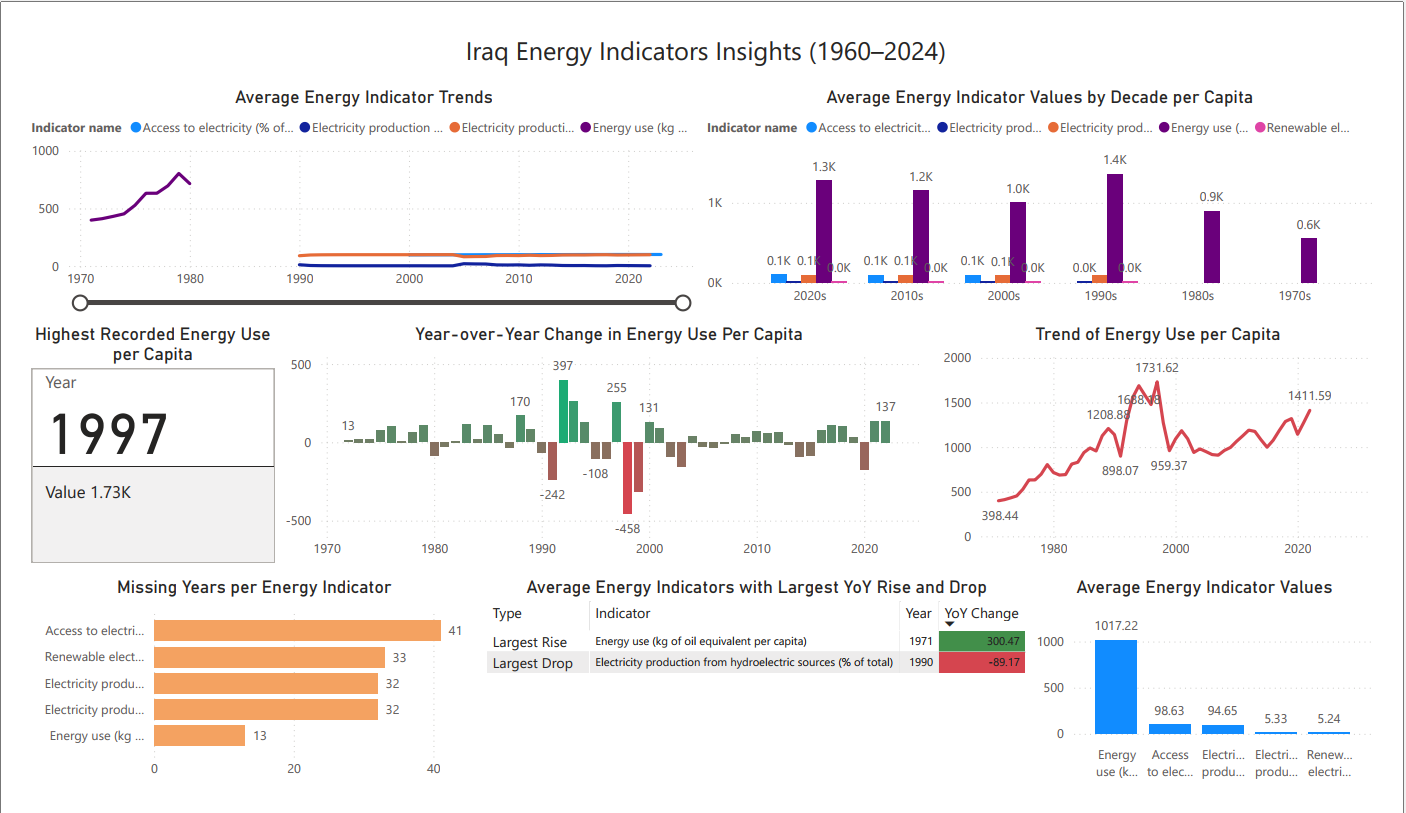 Iraq Energy Indicators Insights (1960–2024)
Average Energy Indicator Trends
Indicator name Access to electricity (% of... Electricity production ... Electricity producti... Energy use (kg ...
1000
500
0
1970 1980 1990 2000 2010 2020
Average Energy Indicator Values by Decade per Capita
Indicator name Access to electricit... Electricity prod... Electricity prod... Energy use (... Renewable el...
1K
0K
0.1K 0.1K 1.3K 0.0K
0.1K 0.1K 1.2K 0.0K
0.1K 0.1K 1.0K 0.0K
0.0K 1.4K 0.0K
0.9K
0.6K
2020s 2010s 2000s 1990s 1980s 1970s
Highest Recorded Energy Use
per Capita
Year
1997
Value 1.73K
Year-over-Year Change in Energy Use Per Capita
500
0
-500
13 170 -242 397 -108 255 -458 131 137
1970 1980 1990 2000 2010 2020
Trend of Energy Use per Capita
2000
1500
1000
500
0
398.44 1208.88 898.07 1731.62 959.37 1411.59
1980 2000 2020
Missing Years per Energy Indicator
Access to electri... 41
Renewable elect... 33
Electricity produ... 32
Electricity produ... 32
Energy use (kg ... 13
0 20 40
Average Energy Indicators with Largest YoY Rise and Drop
Type Indicator Year YoY Change
Largest Rise Energy use (kg of oil equivalent per capita) 1971 300.47
Largest Drop Electricity production from hydroelectric sources (% of total) 1990 -89.17
Average Energy Indicator Values
1000
500
0
1017.22 98.63 94.65 5.33 5.24
Energy Access Electri... Electri... Renew...
use (k... to elec... produ... produ... electri...